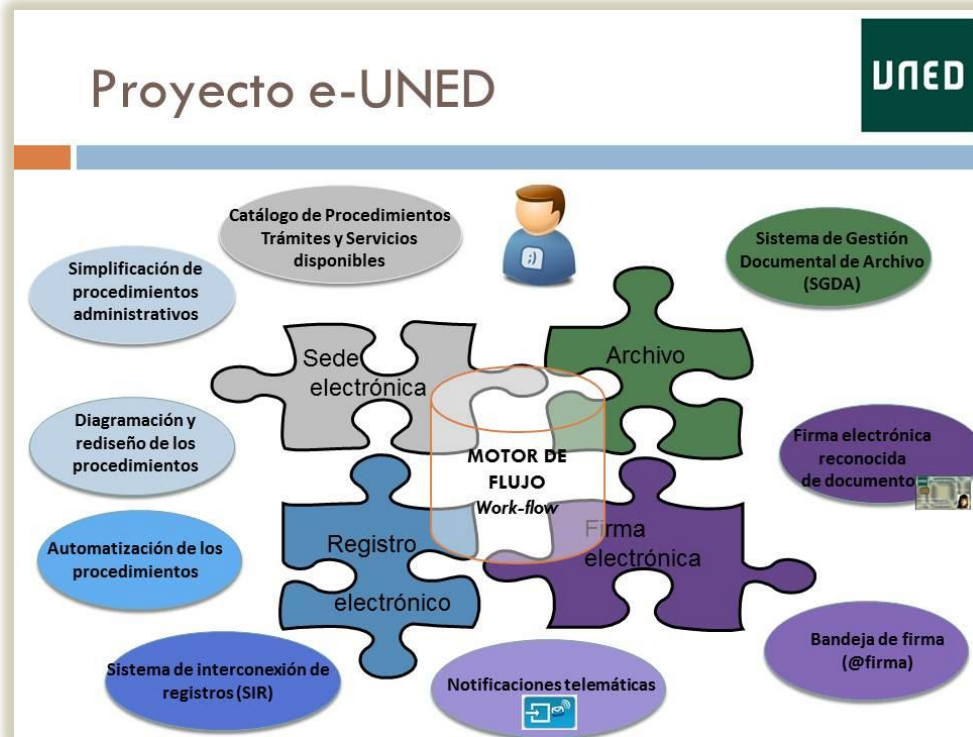 Proyecto e-UNED
UNED
Catálogo de Procedimientos
Trámites y Servicios
disponibles
;)
Sistema de Gestión
Documental de Archivo
(SGDA)
Simplificación de
procedimientos
administrativos
Sede
electrónica
Archivo
Diagramación y
rediseño de los
procedimientos
MOTOR DE
FLUJO
Work-flow
Firma electrónica
reconocida
de documento
Automatización de los
procedimientos
Registro
electrónico
Firma
electrónica
Bandeja de firma
(@firma)
Sistema de interconexión de
registros (SIR)
Notificaciones telemáticas